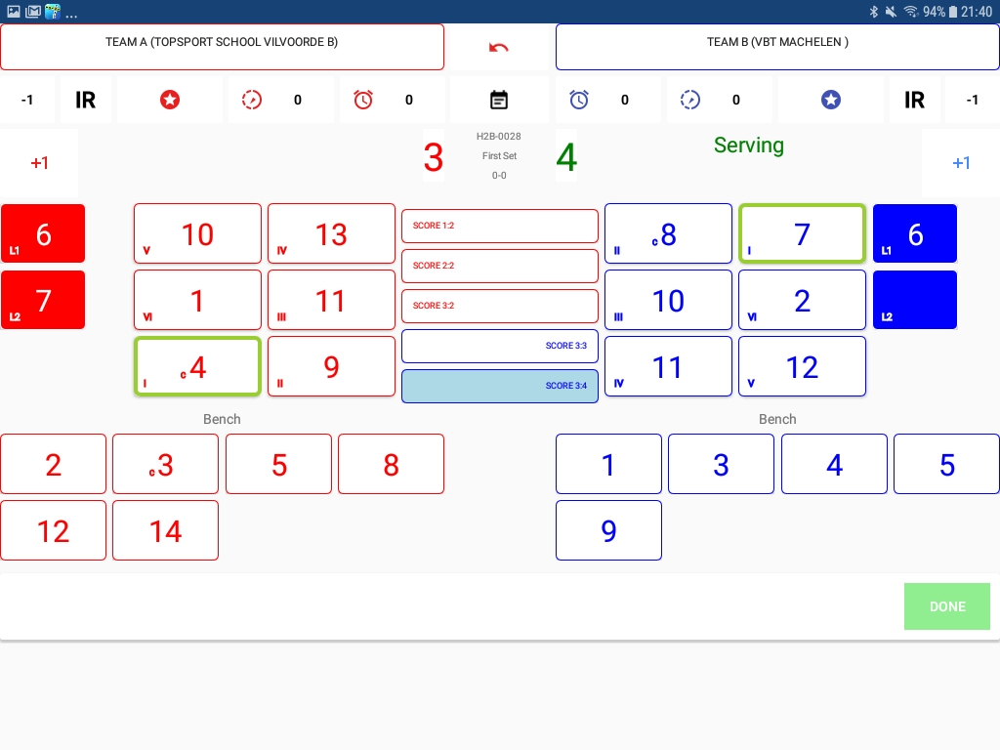 ... 94% 21:40
TEAM A (TOPSPORT SCHOOL VILVOORDE B) TEAM B (VBT MACHELEN )
-1 IR 0 0 0 0 IR -1
+1 3 H2B-0028 4 Serving +1
First Set
0-0
L1 6 V 10 IV 13 SCORE 1:2 II c 8 I 7 L1 6
L2 7 VI 1 III 11 SCORE 2:2 III 10 VI 2 L2
SCORE 3:2
I c 4 II 9 SCORE 3:3 IV 11 V 12
SCORE 3:4
Bench Bench
2 c 3 5 8 1 3 4 5
12 14 9
DONE